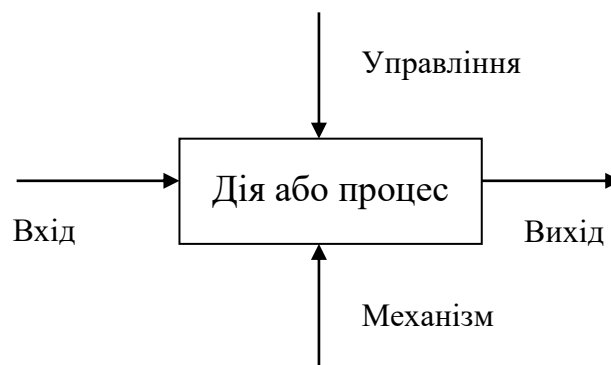 Управління
Дія або процес
Вхід
Вихід
Механізм